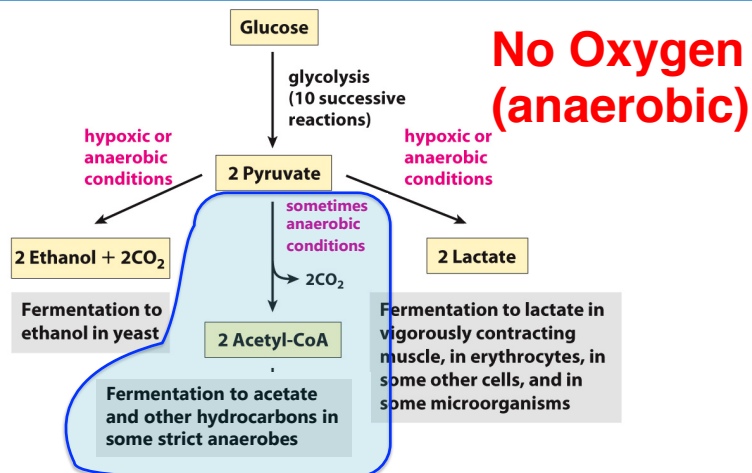 Glucose
No Oxygen
(anaerobic)
glycolysis
(10 successive
reactions)
hypoxic or
anaerobic
conditions
hypoxic or
anaerobic
conditions
2 Pyruvate
sometimes
anaerobic
conditions
2 Ethanol + 2CO₂
2CO₂
2 Lactate
Fermentation to
ethanol in yeast
2 Acetyl-CoA
Fermentation to lactate in
vigorously contracting
muscle, in erythrocytes, in
some other cells, and in
some microorganisms
Fermentation to acetate
and other hydrocarbons in
some strict anaerobes